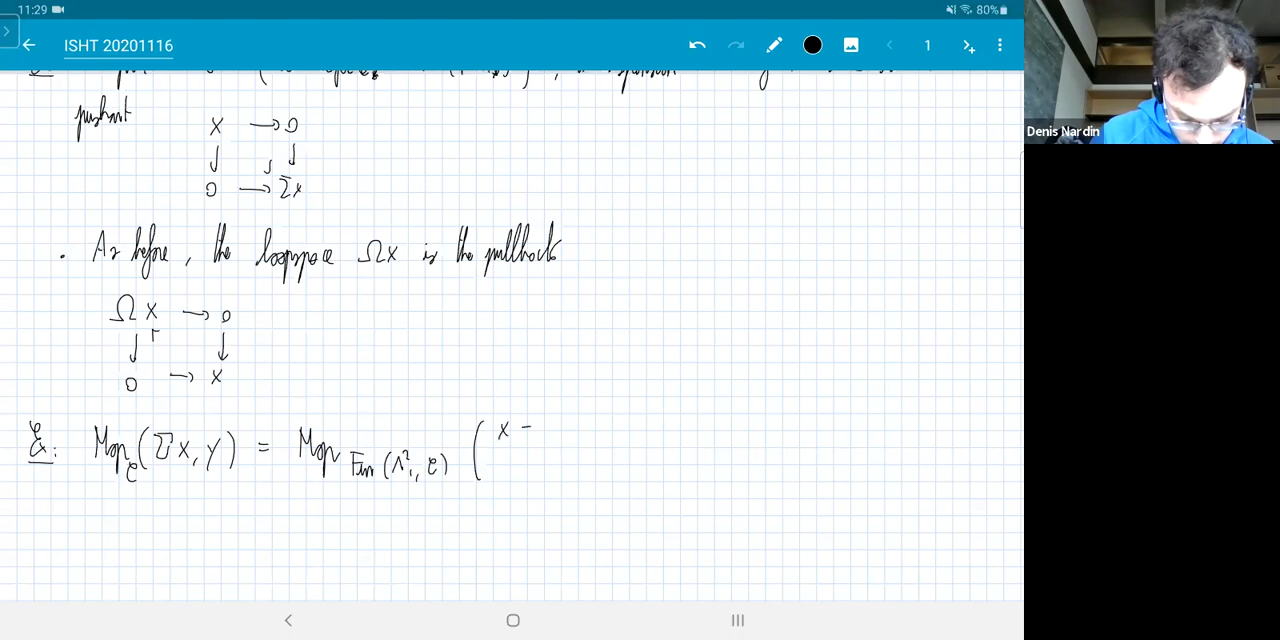 11:29 80%
ISHT 20201116 1
Denis Nardin
pushout
X → 0
↓ ↓
0 → ΣX
· As before, the loopspace ΩX is the pullback
ΩX → 0
↓ ↓
0 → X
Ex: Map_C(ΣX, Y) = Map_Fun(Λ²₁, C) ( X –